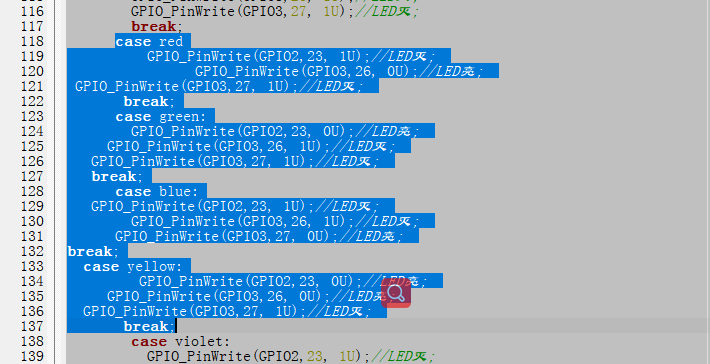 116 GPIO_PinWrite(GPIO3,27, 1U);//LED灭;
117 break;
118 case red
119 GPIO_PinWrite(GPIO2,23, 1U);//LED灭;
120 GPIO_PinWrite(GPIO3,26, 0U);//LED亮;
121 GPIO_PinWrite(GPIO3,27, 1U);//LED灭;
122 break;
123 case green:
124 GPIO_PinWrite(GPIO2,23, 0U);//LED亮;
125 GPIO_PinWrite(GPIO3,26, 1U);//LED灭;
126 GPIO_PinWrite(GPIO3,27, 1U);//LED灭;
127 break;
128 case blue:
129 GPIO_PinWrite(GPIO2,23, 1U);//LED灭;
130 GPIO_PinWrite(GPIO3,26, 1U);//LED灭;
131 GPIO_PinWrite(GPIO3,27, 0U);//LED亮;
132 break;
133 case yellow:
134 GPIO_PinWrite(GPIO2,23, 0U);//LED亮;
135 GPIO_PinWrite(GPIO3,26, 0U);//LED亮
136 GPIO_PinWrite(GPIO3,27, 1U);//LED灭;
137 break;
138 case violet:
139 GPIO_PinWrite(GPIO2,23, 1U);//LED灭;